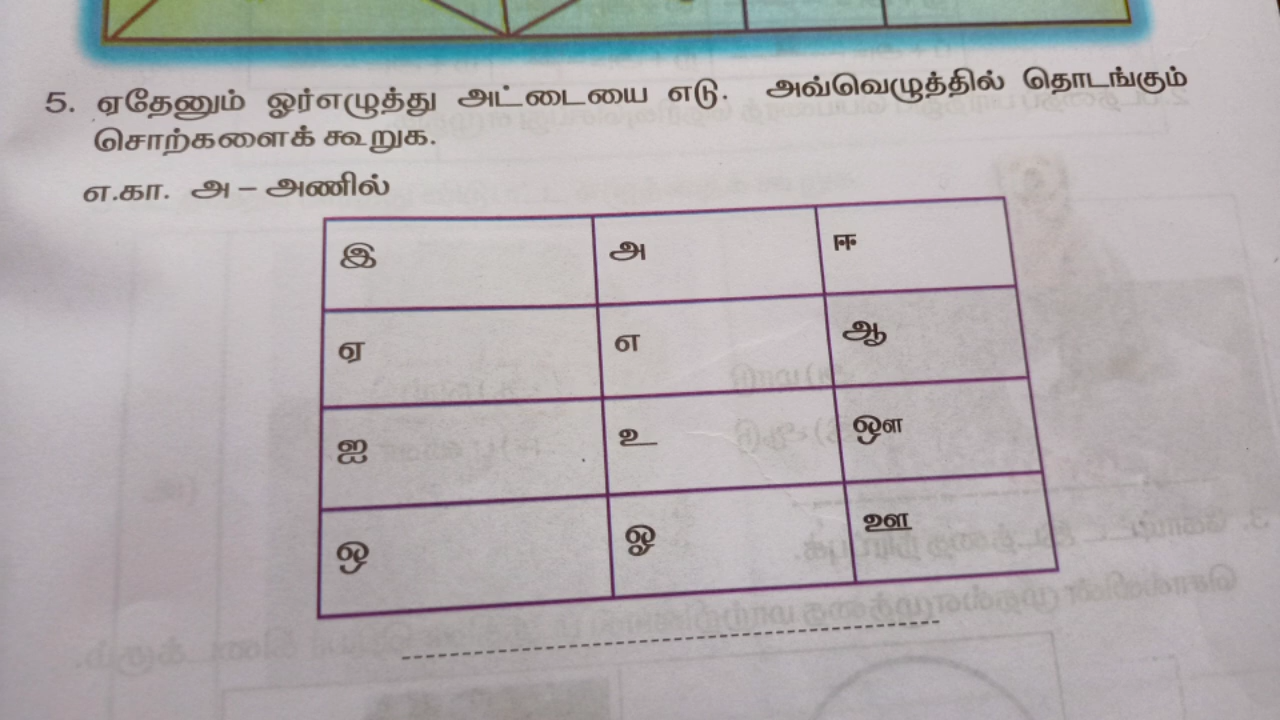 5. ஏதேனும் ஓர்எழுத்து அட்டையை எடு. அவ்வெழுத்தில் தொடங்கும்
சொற்களைக் கூறுக.
எ.கா. அ – அணில்
இ அ ஈ
ஏ எ ஆ
ஐ உ ஔ
ஒ ஓ ஊ